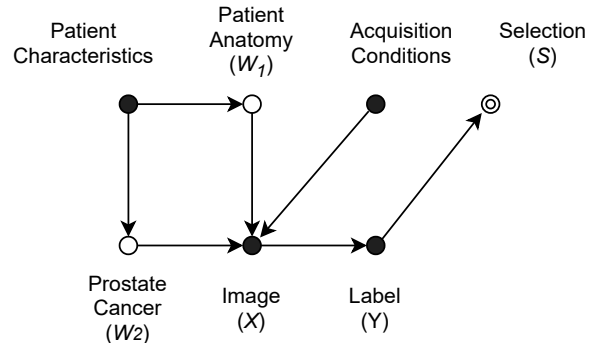 Patient
Characteristics
Patient
Anatomy
(W1)
Acquisition
Conditions
Selection
(S)
Prostate
Cancer
(W2)
Image
(X)
Label
(Y)